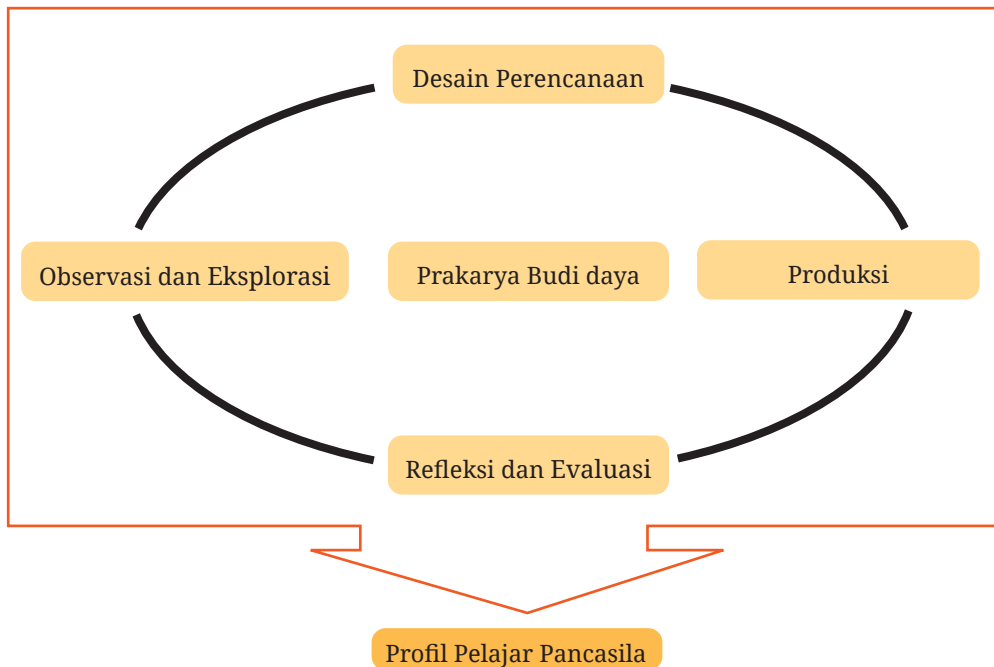 Desain Perencanaan
Observasi dan Eksplorasi
Prakarya Budi daya
Produksi
Refleksi dan Evaluasi
Profil Pelajar Pancasila